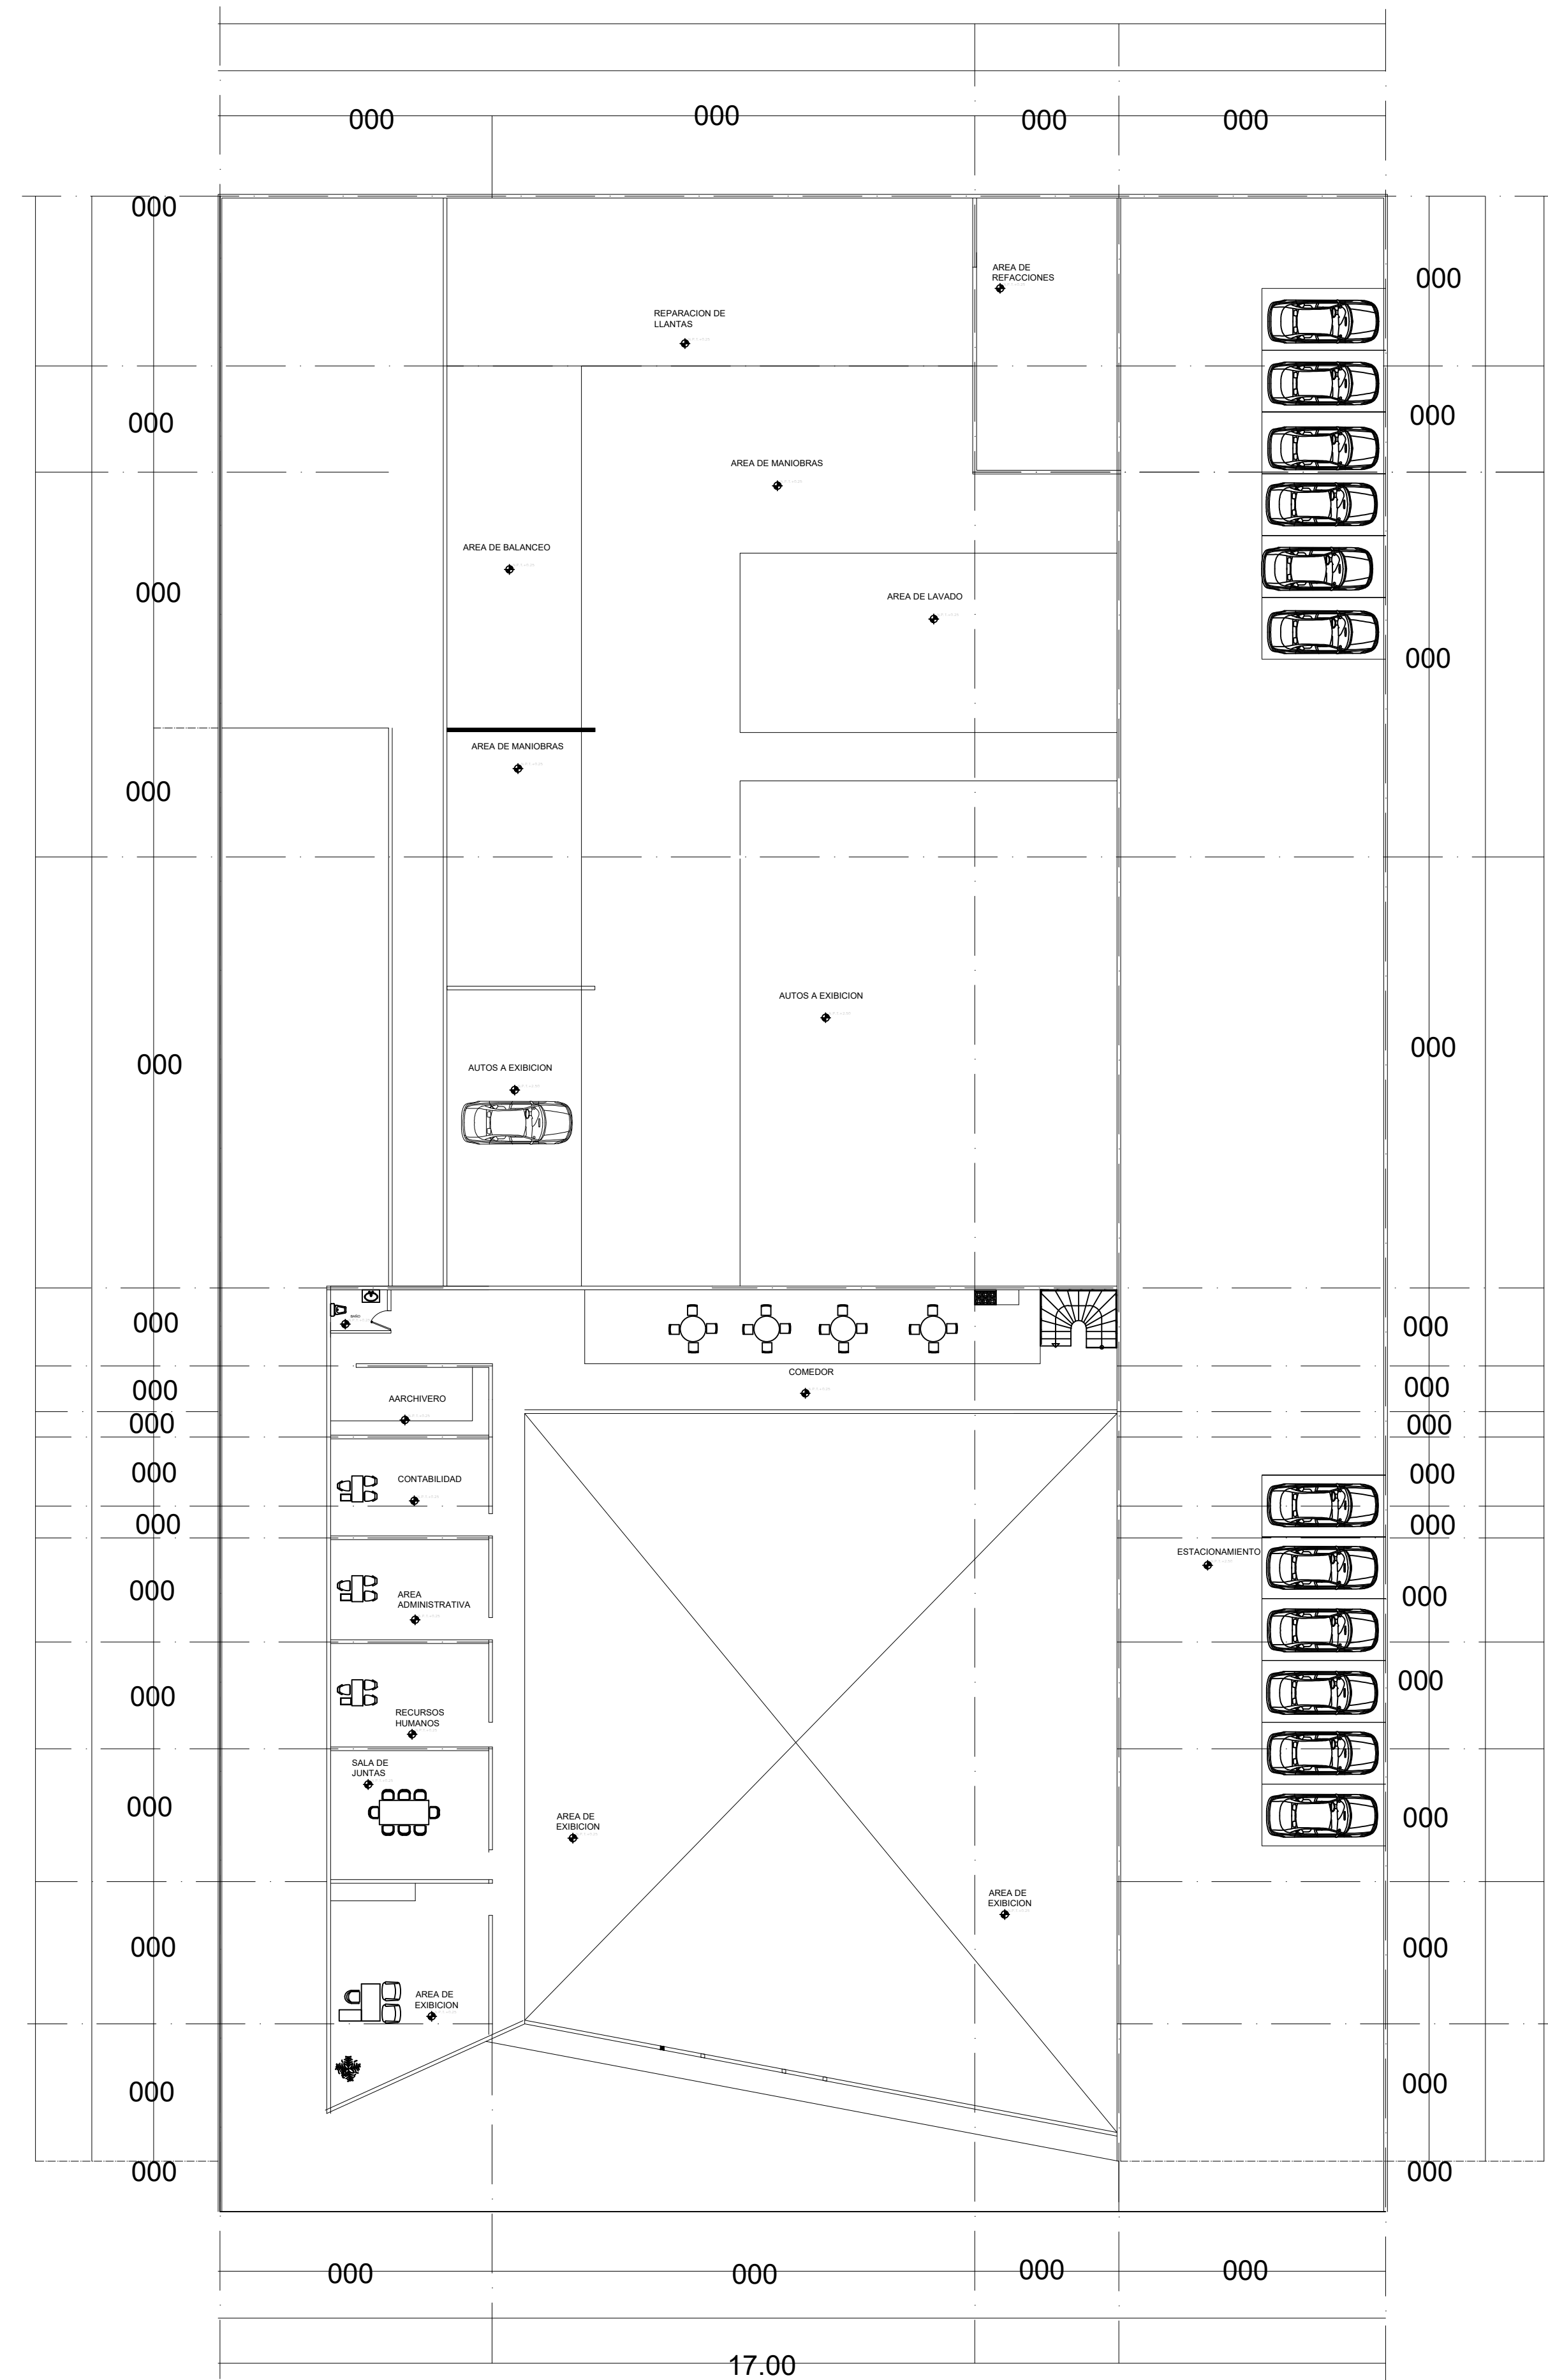 000
000
000
000
000
000
AREA DE
REFACCIONES
REPARACION DE
LLANTAS
000
000
AREA DE MANIOBRAS
AREA DE BALANCEO
000
AREA DE LAVADO
000
AREA DE MANIOBRAS
000
AUTOS A EXIBICION
000
AUTOS A EXIBICION
000
BAÑO
000
000
COMEDOR
000
000
AARCHIVERO
000
000
000
CONTABILIDAD
000
000
000
ESTACIONAMIENTO
000
AREA
ADMINISTRATIVA
000
000
000
RECURSOS
HUMANOS
SALA DE
JUNTAS
000
AREA DE
EXIBICION
000
AREA DE
EXIBICION
000
000
AREA DE
EXIBICION
000
000
000
000
000
000
000
000
17.00